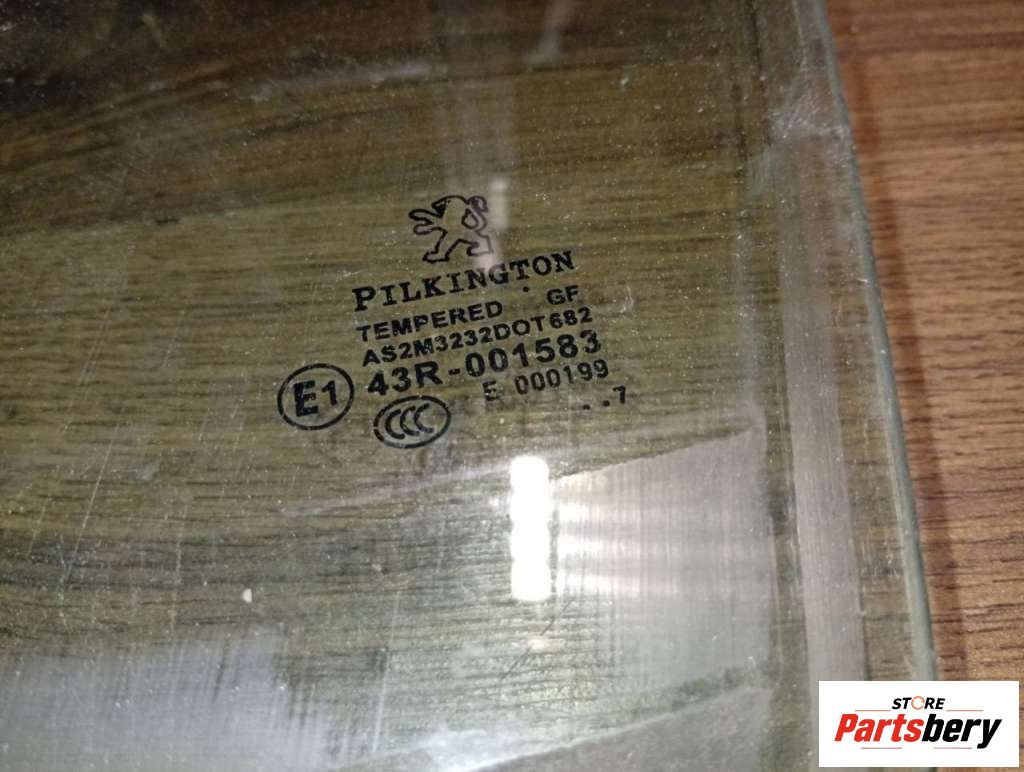 PILKINGTON
TEMPERED GF
AS2M3232DOT682
E1 43R-001583
E 000199
CCC
..7
STORE
Partsbery